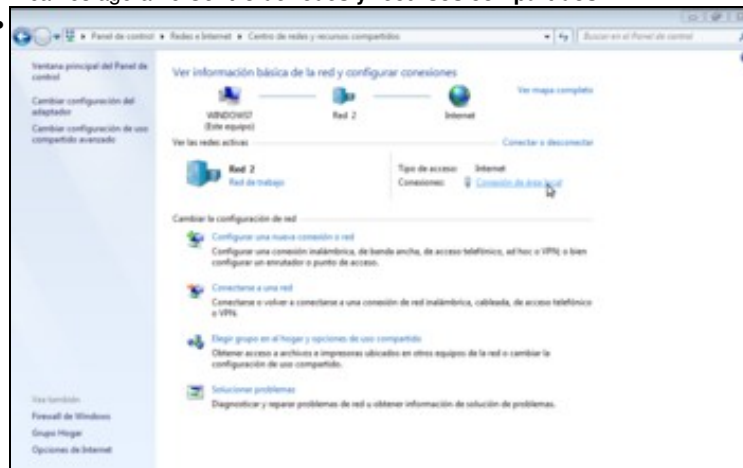 Panel de control ▸ Redes e Internet ▸ Centro de redes y recursos compartidos
Buscar en el Panel de control
Ventana principal del Panel de
control
Cambiar configuración del
adaptador
Cambiar configuración de uso
compartido avanzado
Ver información básica de la red y configurar conexiones
Ver mapa completo
WINDOWS7
(Este equipo)
Red 2
Internet
Ver las redes activas
Conectar o desconectar
Red 2
Red de trabajo
Tipo de acceso: Internet
Conexiones: Conexión de área local
Cambiar la configuración de red
Configurar una nueva conexión o red
Configurar una conexión inalámbrica, de banda ancha, de acceso telefónico, ad hoc o VPN; o bien
configurar un enrutador o punto de acceso.
Conectarse a una red
Conectarse o volver a conectarse a una conexión de red inalámbrica, cableada, de acceso telefónico
o VPN.
Elegir grupo en el hogar y opciones de uso compartido
Obtener acceso a archivos e impresoras ubicados en otros equipos de la red o cambiar la
configuración de uso compartido.
Solucionar problemas
Diagnosticar y reparar problemas de red u obtener información de solución de problemas.
Vea también
Firewall de Windows
Grupo Hogar
Opciones de Internet